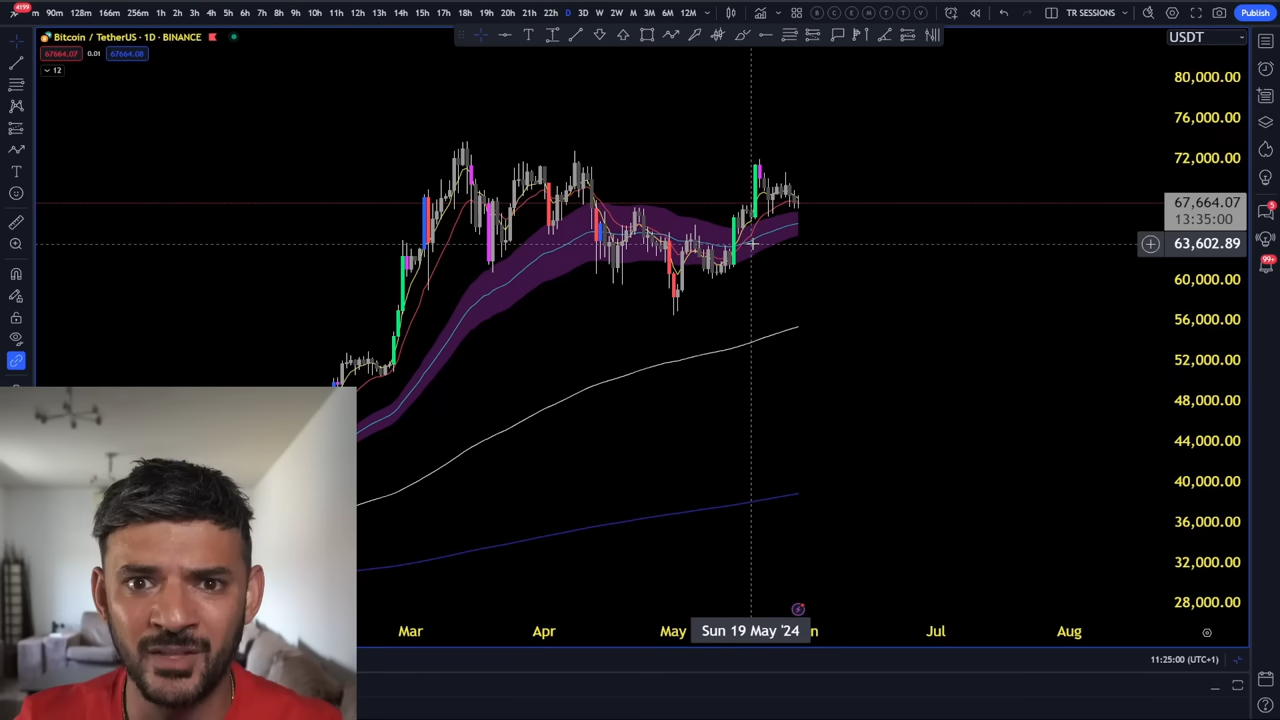 4199
m 90m 128m 166m 256m 1h 2h 3h 4h 5h 6h 7h 8h 9h 10h 11h 12h 13h 14h 15h 17h 18h 19h 20h 21h 22h D 3D W 2W M 3M 6M 12M
B C E M T T V
TR SESSIONS
Publish
Bitcoin / TetherUS · 1D · BINANCE
67664.07 0.01 67664.08
12
USDT
80,000.00
76,000.00
72,000.00
67,664.07
13:35:00
63,602.89
60,000.00
56,000.00
52,000.00
48,000.00
44,000.00
40,000.00
36,000.00
32,000.00
28,000.00
5
99+
Mar Apr May Sun 19 May '24 n Jul Aug
11:25:00 (UTC+1)